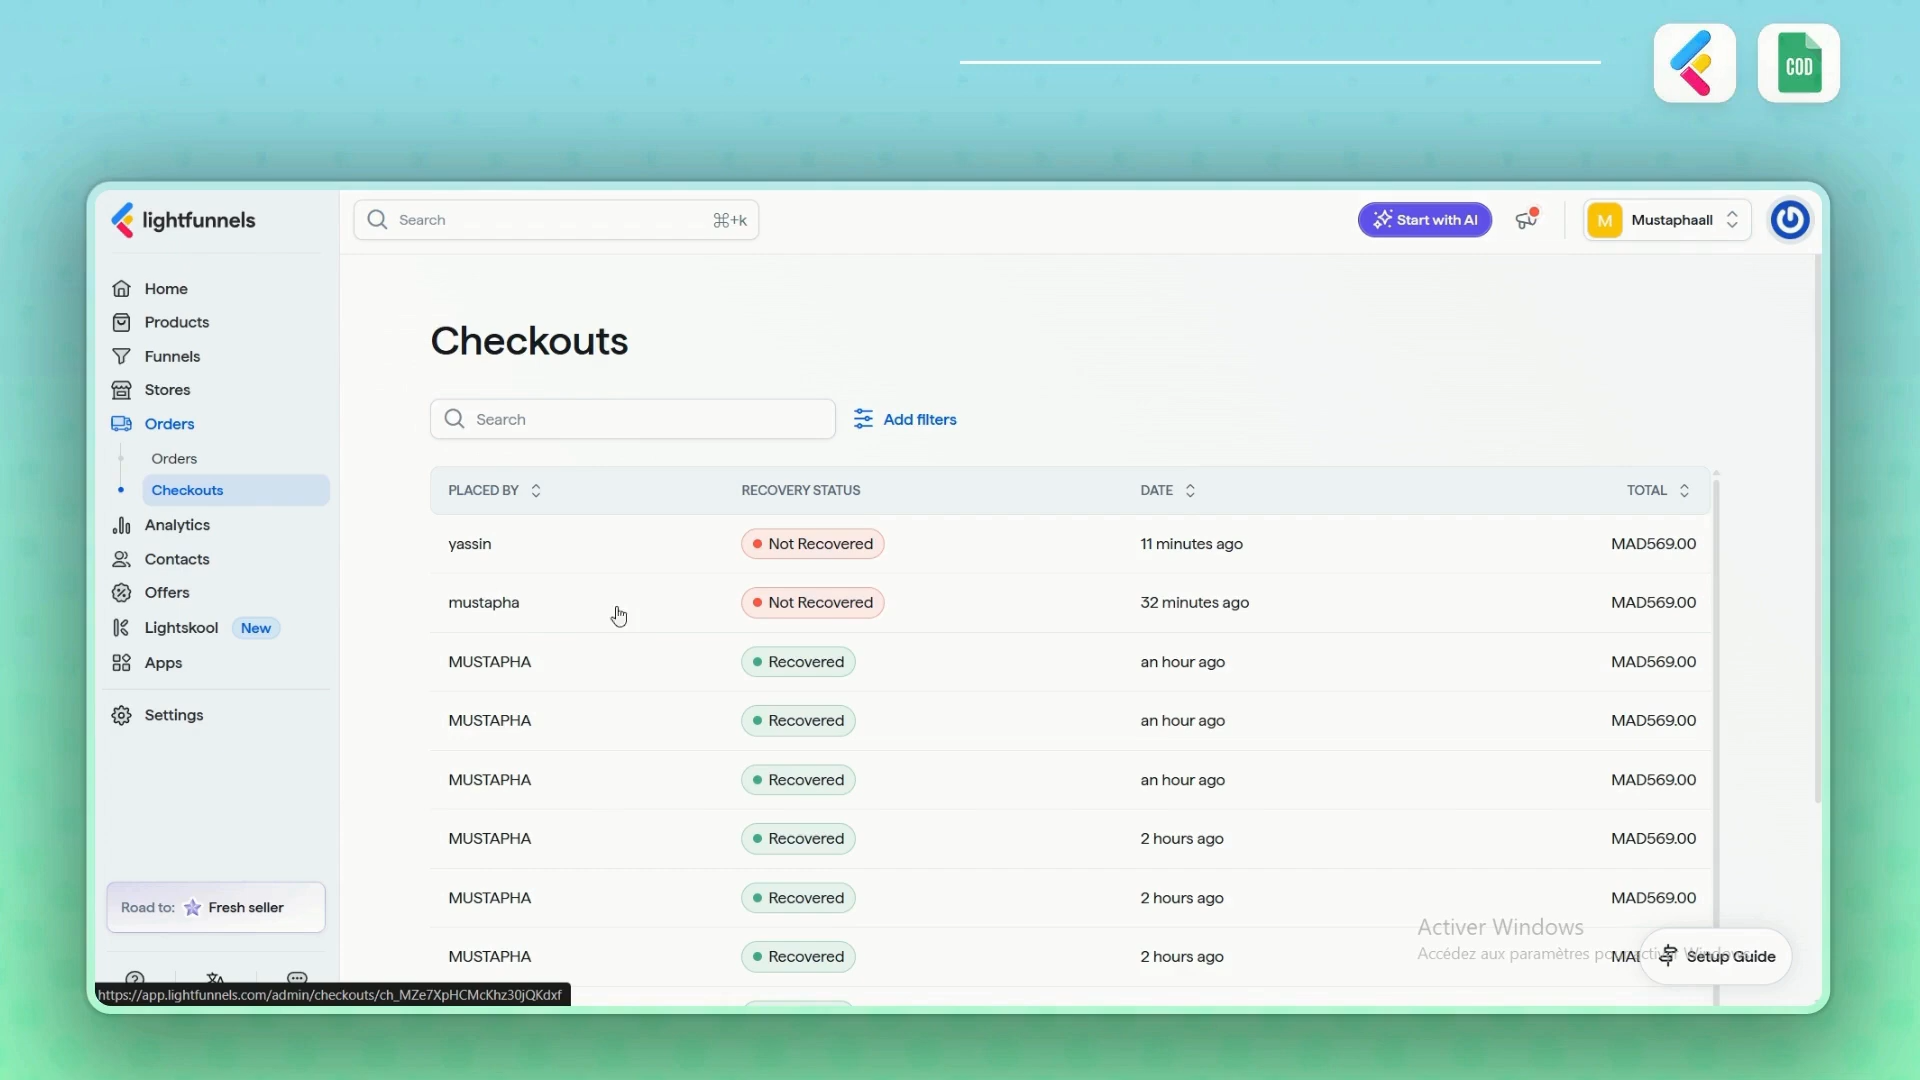 COD
lightfunnels
Search ⌘+k
Start with AI
M Mustaphaall
Home
Products
Funnels
Stores
Orders
Orders
Checkouts
Analytics
Contacts
Offers
Lightskool New
Apps
Settings
Road to: Fresh seller
Checkouts
Search
Add filters
PLACED BY RECOVERY STATUS DATE TOTAL
yassin Not Recovered 11 minutes ago MAD569.00
mustapha Not Recovered 32 minutes ago MAD569.00
MUSTAPHA Recovered an hour ago MAD569.00
MUSTAPHA Recovered an hour ago MAD569.00
MUSTAPHA Recovered an hour ago MAD569.00
MUSTAPHA Recovered 2 hours ago MAD569.00
MUSTAPHA Recovered 2 hours ago MAD569.00
MUSTAPHA Recovered 2 hours ago
Activer Windows
Accédez aux paramètres
Setup Guide
https://app.lightfunnels.com/admin/checkouts/ch_MZe7XpHCMcKhz30jQKdxf